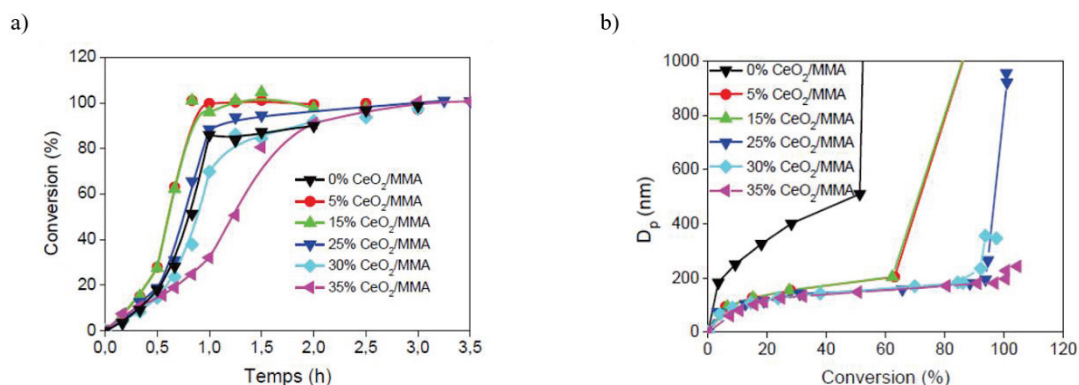 a)
b)
120
100
80
60
40
20
0
Conversion (%)
0,0 0,5 1,0 1,5 2,0 2,5 3,0 3,5
Temps (h)
0% CeO₂/MMA
5% CeO₂/MMA
15% CeO₂/MMA
25% CeO₂/MMA
30% CeO₂/MMA
35% CeO₂/MMA
1000
800
600
400
200
0
Dₚ (nm)
0 20 40 60 80 100 120
Conversion (%)
0% CeO₂/MMA
5% CeO₂/MMA
15% CeO₂/MMA
25% CeO₂/MMA
30% CeO₂/MMA
35% CeO₂/MMA